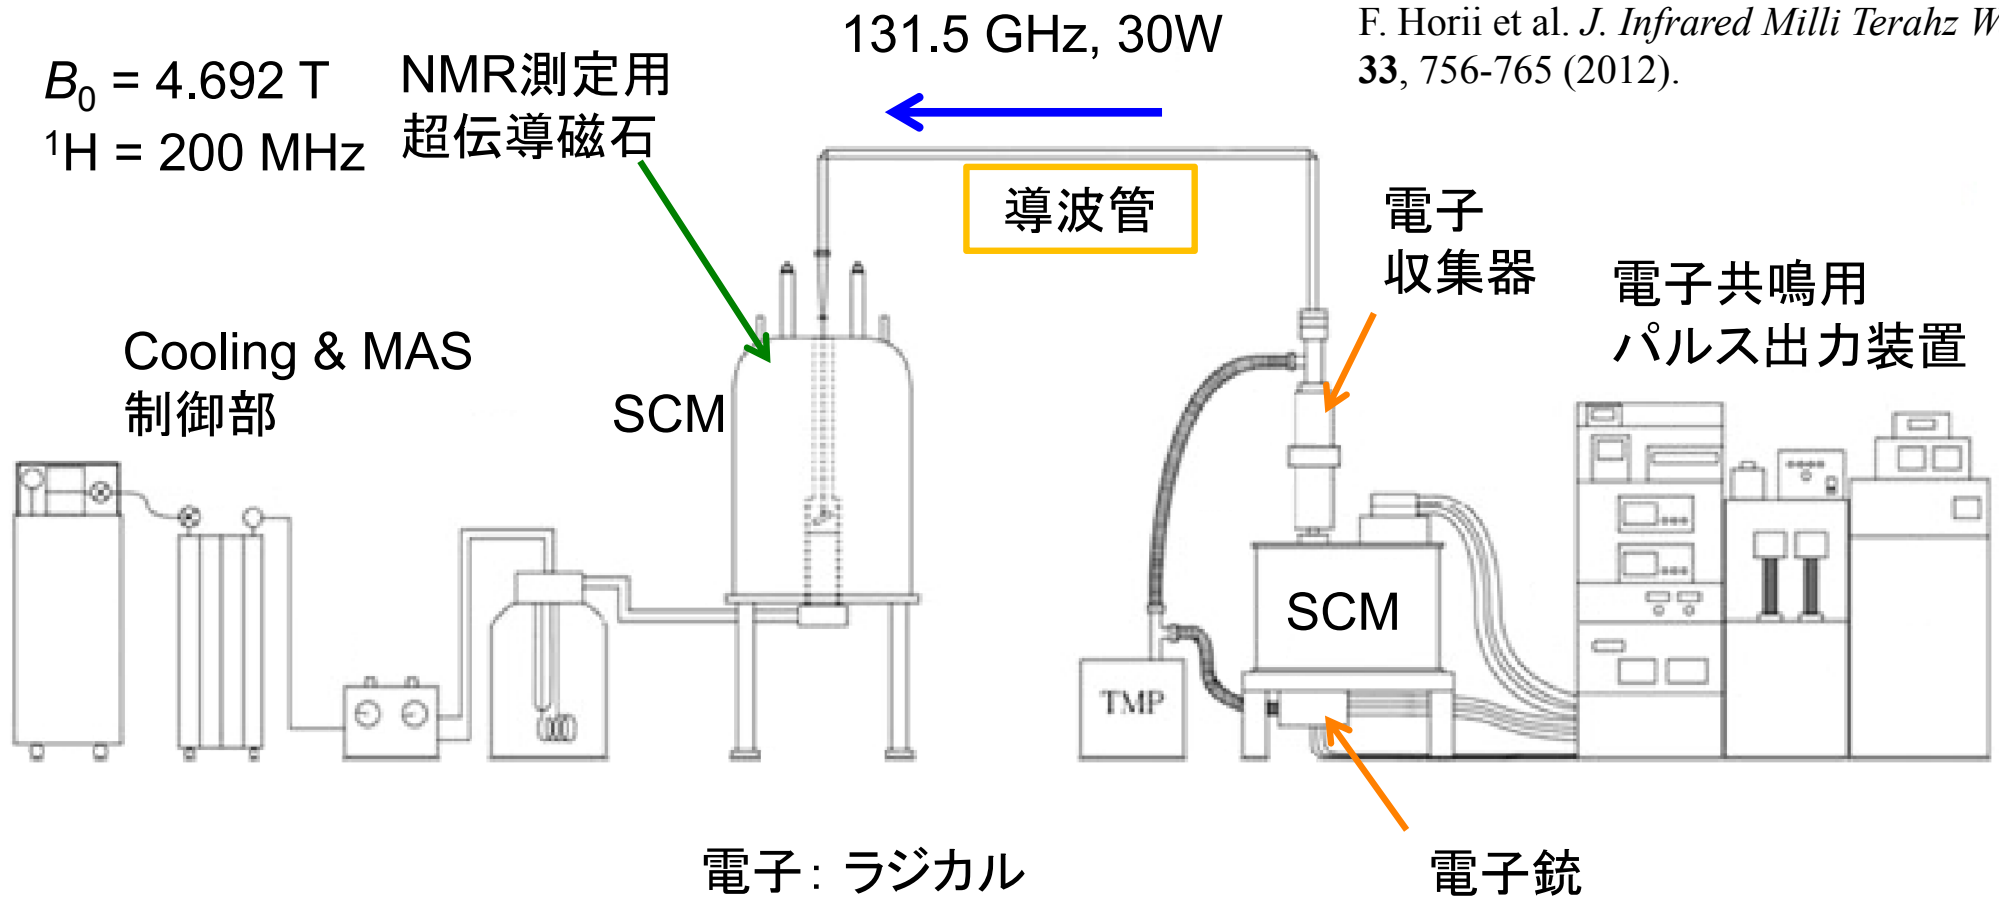 131.5 GHz, 30W
F. Horii et al. J. Infrared Milli Terahz W
33, 756-765 (2012).
B₀ = 4.692 T
¹H = 200 MHz
NMR測定用
超伝導磁石
導波管
電子
収集器
電子共鳴用
パルス出力装置
Cooling & MAS
制御部
SCM
SCM
TMP
電子：ラジカル
電子銃